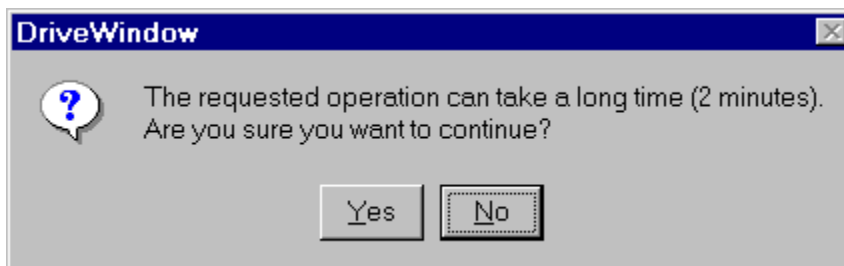 DriveWindow
The requested operation can take a long time (2 minutes).
Are you sure you want to continue?
Yes No